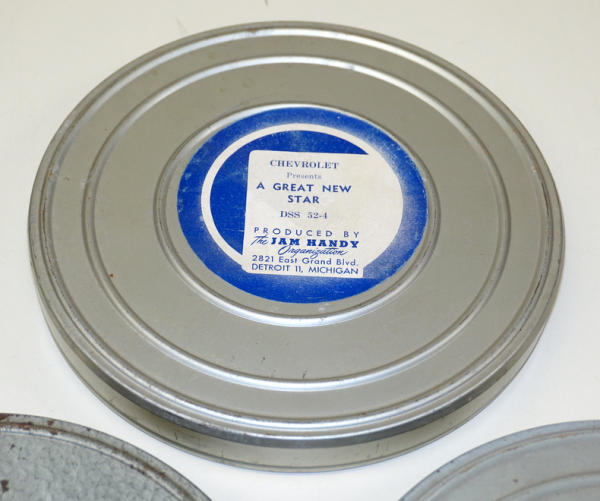 CHEVROLET
Presents
A GREAT NEW
STAR
DSS 52-4
PRODUCED BY
The JAM HANDY
Organization
2821 East Grand Blvd.
DETROIT 11, MICHIGAN